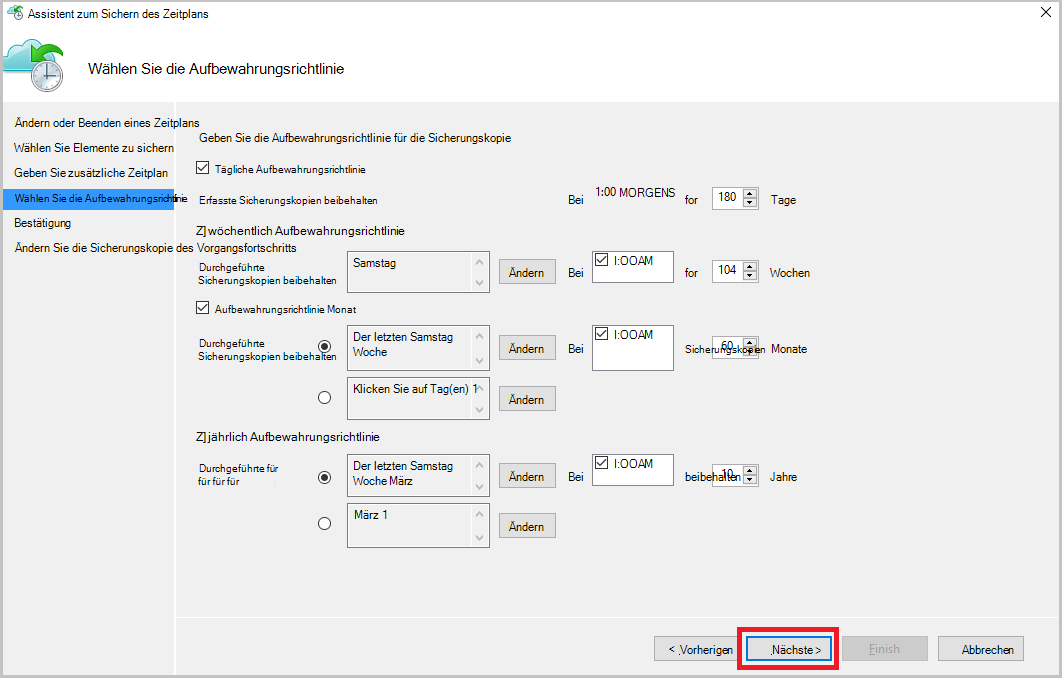 Assistent zum Sichern des Zeitplans
Wählen Sie die Aufbewahrungsrichtlinie
Ändern oder Beenden eines Zeitplans
Wählen Sie Elemente zu sichern
Geben Sie zusätzliche Zeitplan
Wählen Sie die Aufbewahrungsrichtlinie
Bestätigung
Ändern Sie die Sicherungskopie des Vorgangsfortschritts
Geben Sie die Aufbewahrungsrichtlinie für die Sicherungskopie
Tägliche Aufbewahrungsrichtlinie
Erfasste Sicherungskopien beibehalten Bei 1:00 MORGENS for 180 Tage
Z] wöchentlich Aufbewahrungsrichtlinie
Durchgeführte
Sicherungskopien beibehalten
Samstag
Ändern Bei I:OOAM for 104 Wochen
Aufbewahrungsrichtlinie Monat
Durchgeführte
Sicherungskopien beibehalten
Der letzten Samstag
Woche
Ändern Bei I:OOAM Sicherungskopien 60 Monate
Klicken Sie auf Tag(en) 1
Ändern
Z] jährlich Aufbewahrungsrichtlinie
Durchgeführte für
für für für
Der letzten Samstag
Woche März
Ändern Bei I:OOAM beibehalten 10 Jahre
März 1
Ändern
< Vorherigen Nächste > Finish Abbrechen